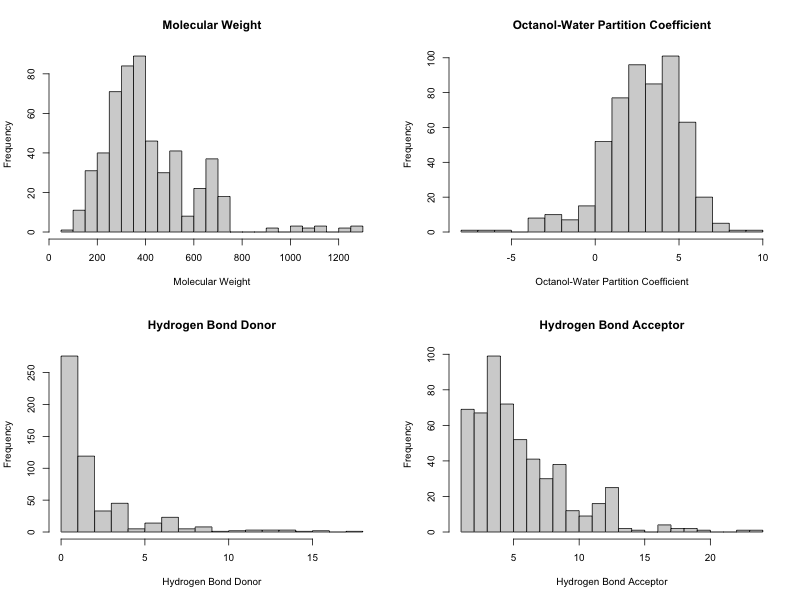 Molecular Weight
Frequency
0 20 40 60 80
0 200 400 600 800 1000 1200
Molecular Weight
Octanol-Water Partition Coefficient
Frequency
0 20 40 60 80 100
-5 0 5 10
Octanol-Water Partition Coefficient
Hydrogen Bond Donor
Frequency
0 50 100 150 200 250
0 5 10 15
Hydrogen Bond Donor
Hydrogen Bond Acceptor
Frequency
0 20 40 60 80 100
5 10 15 20
Hydrogen Bond Acceptor